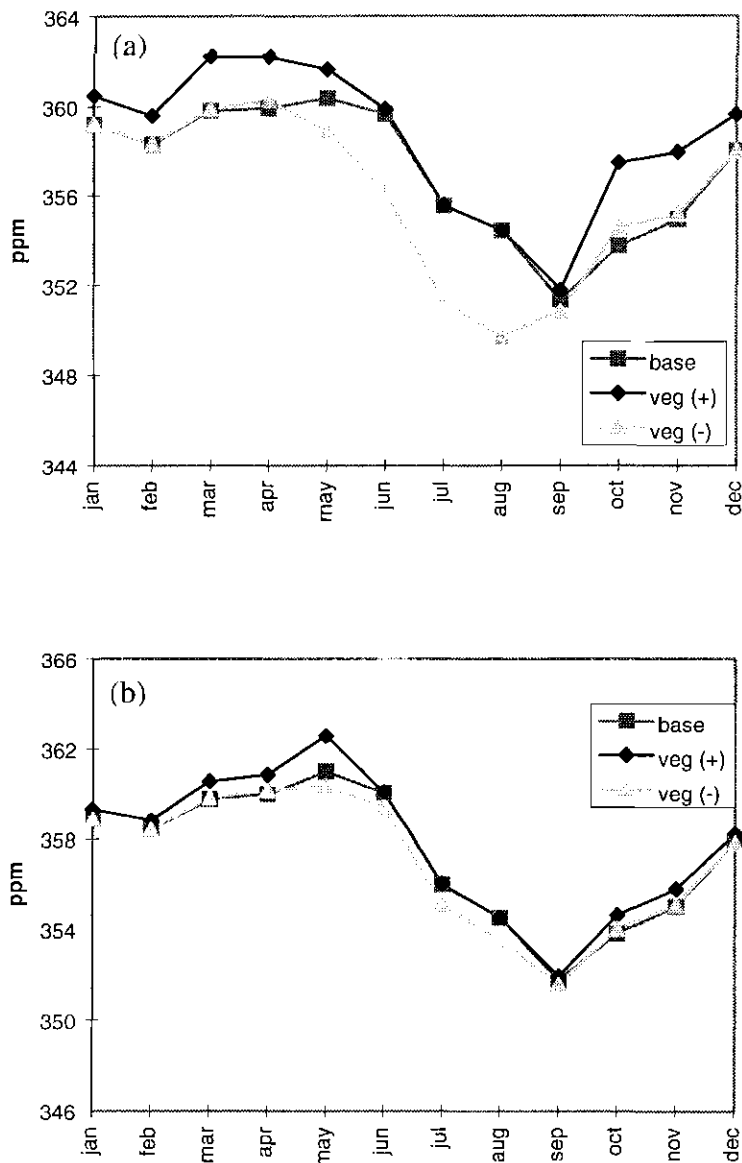 (a)
364
360
356
352
348
344
ppm
base
veg (+)
veg (-)
jan
feb
mar
apr
may
jun
jul
aug
sep
oct
nov
dec
(b)
366
362
358
354
350
346
ppm
base
veg (+)
veg (-)
jan
feb
mar
apr
may
jun
jul
aug
sep
oct
nov
dec